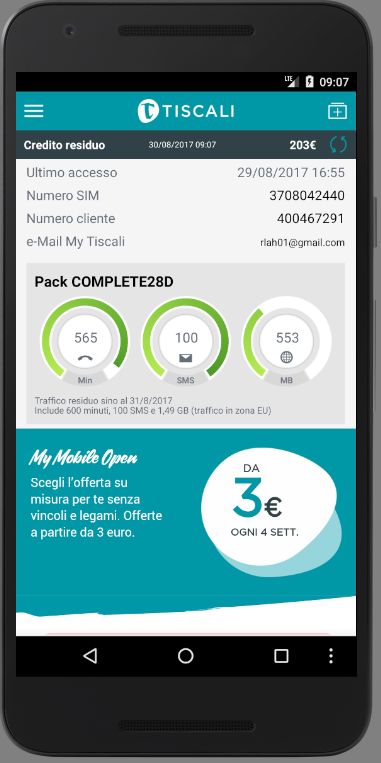 LTE 09:07
TISCALI
Credito residuo 30/08/2017 09:07 203€
Ultimo accesso 29/08/2017 16:55
Numero SIM 3708042440
Numero cliente 400467291
e-Mail My Tiscali rlah01@gmail.com
Pack COMPLETE28D
565 100 553
Min SMS MB
Traffico residuo sino al 31/8/2017
Include 600 minuti, 100 SMS e 1,49 GB (traffico in zona EU)
My Mobile Open
Scegli l'offerta su
misura per te senza
vincoli e legami. Offerte
a partire da 3 euro.
DA
3€
OGNI 4 SETT.